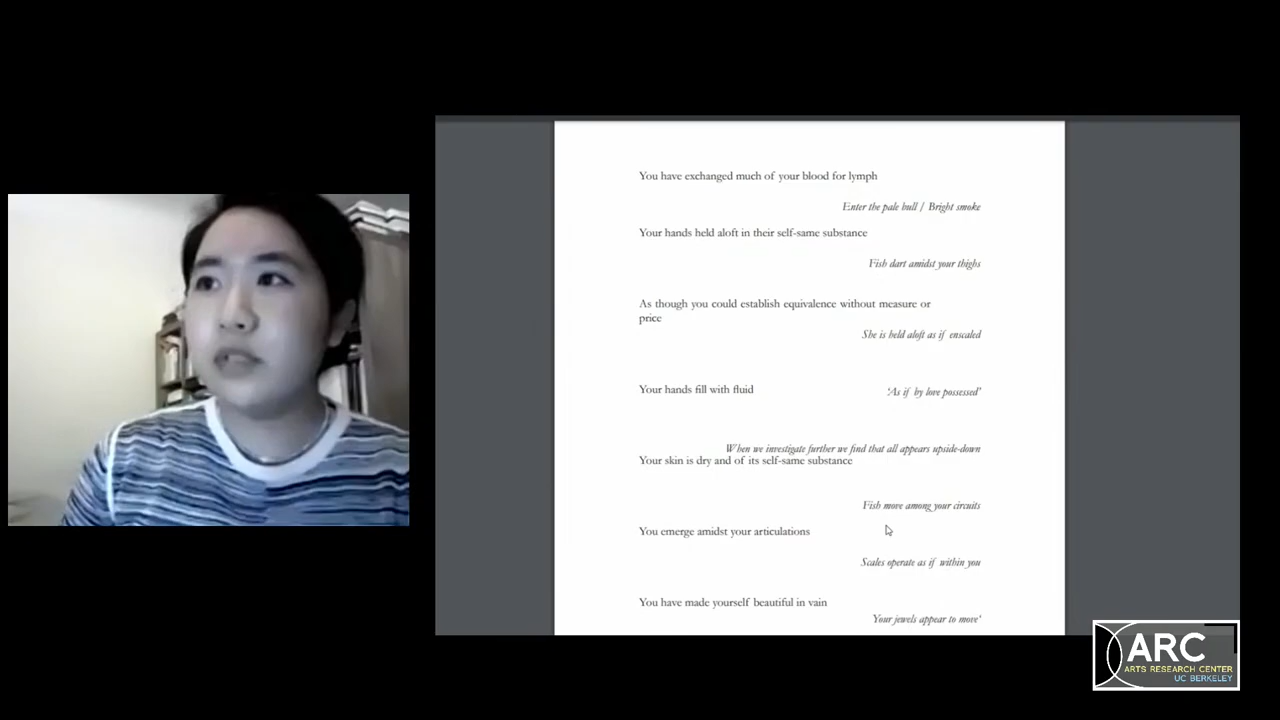 You have exchanged much of your blood for lymph
Enter the pale bull / Bright smoke
Your hands held aloft in their self-same substance
Fish dart amidst your thighs
As though you could establish equivalence without measure or
price
She is held aloft as if enscaled
Your hands fill with fluid
‘As if by love possessed’
When we investigate further we find that all appears upside-down
Your skin is dry and of its self-same substance
Fish move among your circuits
You emerge amidst your articulations
Scales operate as if within you
You have made yourself beautiful in vain
Your jewels appear to move‘
ARC
ARTS RESEARCH CENTER
UC BERKELEY